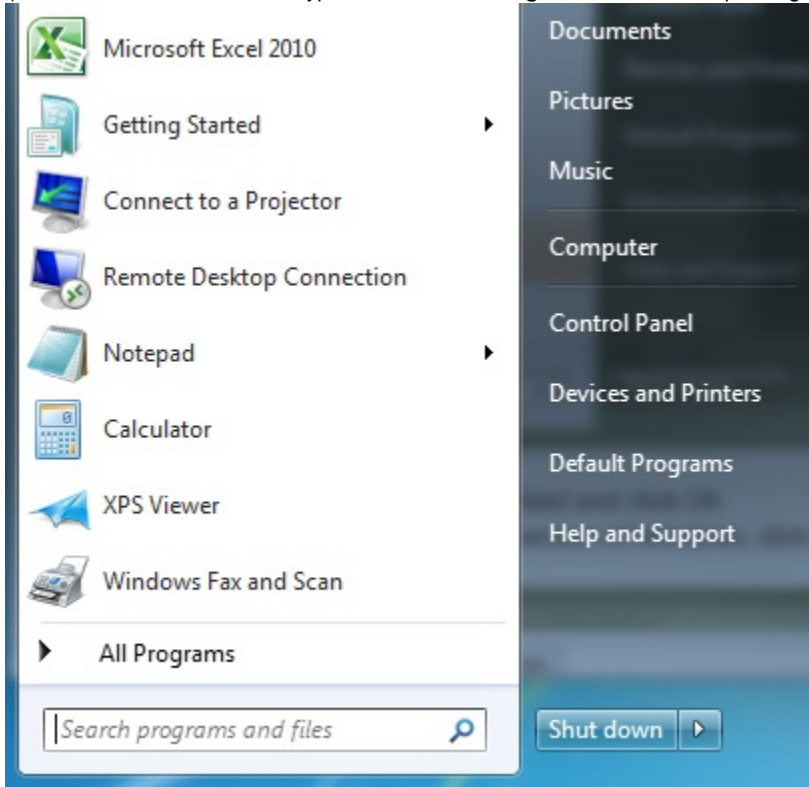 Microsoft Excel 2010
Getting Started
Connect to a Projector
Remote Desktop Connection
Notepad
Calculator
XPS Viewer
Windows Fax and Scan
All Programs
Search programs and files
Documents
Pictures
Music
Computer
Control Panel
Devices and Printers
Default Programs
Help and Support
Shut down